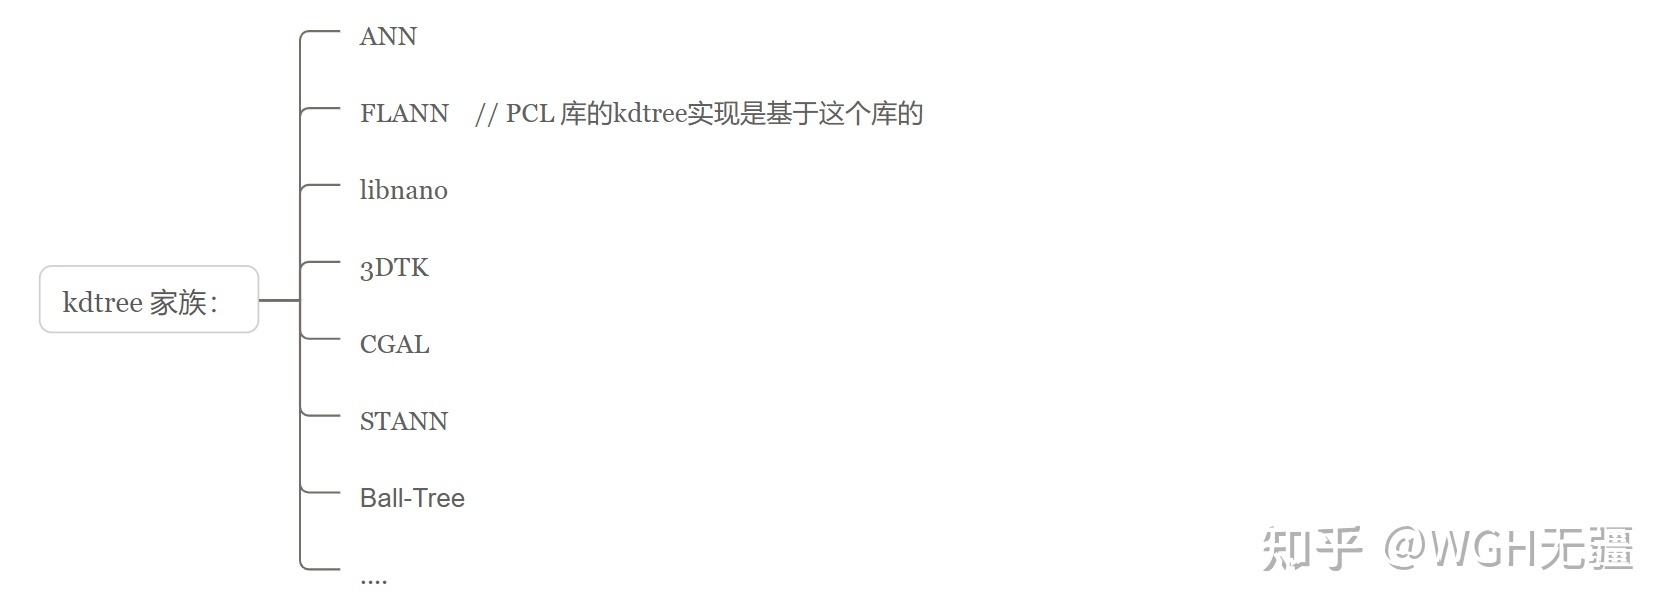 ANN
FLANN // PCL 库的kdtree实现是基于这个库的
libnano
3DTK
kdtree 家族：
CGAL
STANN
Ball-Tree
....
知乎 @WGH无疆